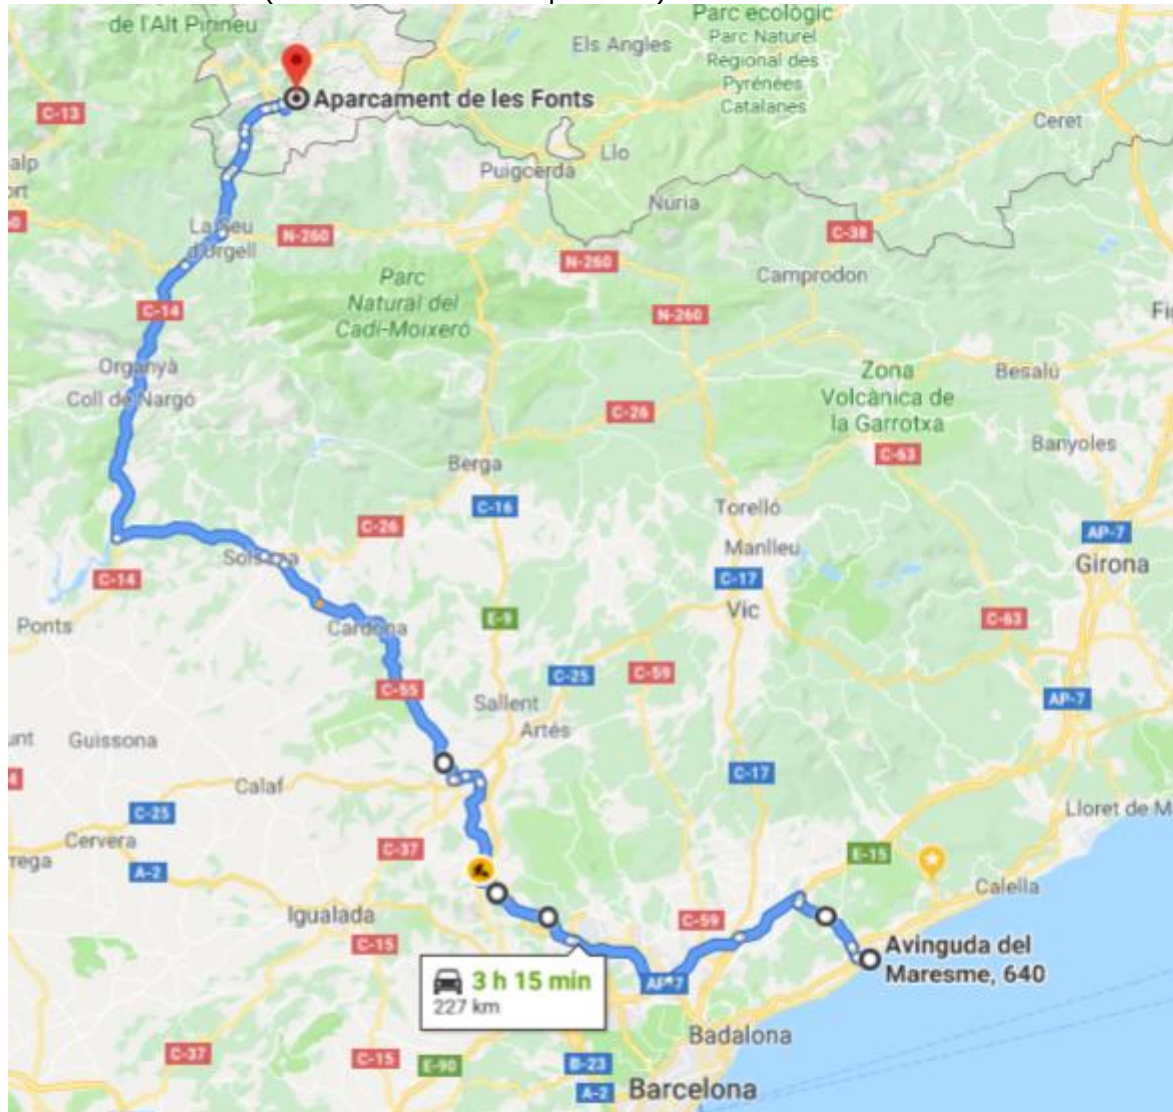 de l'Alt Pirineu
Parc ecològic
Parc Naturel
Régional des
Pyrénées
Catalanes
Els Angles
Aparcament de les Fonts
C-13
Ceret
Llo
Puigcerdà
Núria
La Seu
d'Urgell
N-260
C-38
N-260
Camprodon
Parc
Natural del
Cadí-Moixeró
C-14
N-260
Organyà
Coll de Nargó
Zona
Volcànica de
la Garrotxa
Besalú
C-26
C-63
Banyoles
Berga
C-16
Torelló
C-26
Manlleu
AP-7
Girona
Solsona
C-14
C-17
Vic
Ponts
Cardona
E-9
C-63
C-25
C-59
C-55
Sallent
AP-7
Artés
Guissona
Calaf
C-17
C-25
Lloret de M
Cervera
C-37
E-15
A-2
Calella
Igualada
C-59
C-15
Avinguda del
Maresme, 640
3 h 15 min
227 km
AP-7
Badalona
C-37
C-15
E-90
B-23
A-2
Barcelona